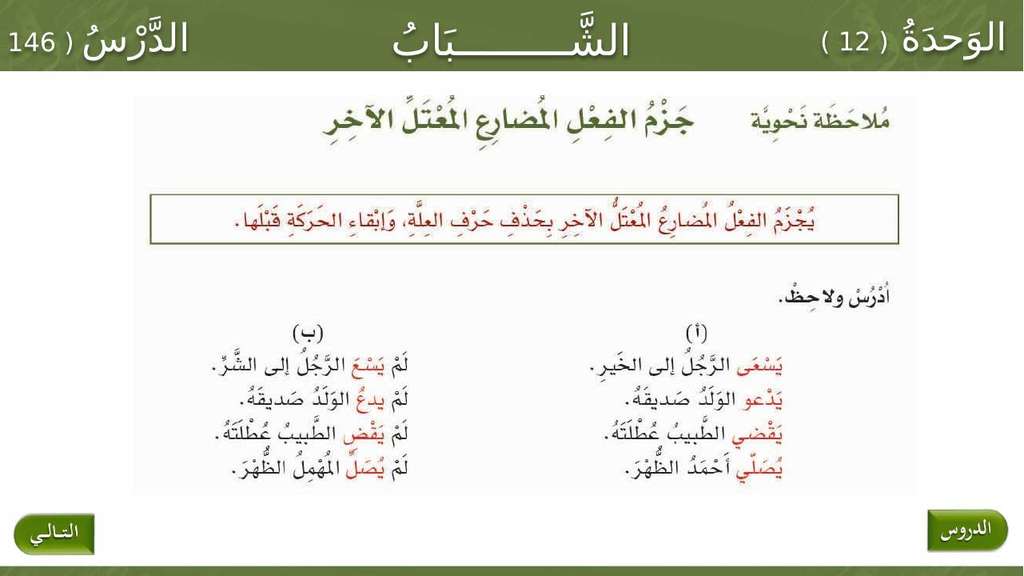 الوَحدَةُ ( 12 ) الشَّـــــــــبَابُ الدَّرْسُ ( 146
مُلاحَظَة نَحْوِيَّة جَزْمُ الفِعْلِ المُضارِعِ المُعْتَلِّ الآخِرِ
يُجْزَمُ الفِعْلُ المُضارِعُ المُعْتَلُّ الآخِرِ بِحَذْفِ حَرْفِ العِلَّةِ، وَإبْقاءِ الحَرَكَةِ قَبْلَها.
اُدْرُسْ ولاحِظْ.
(أ) (ب)
يَسْعَى الرَّجُلُ إلى الخَيرِ. لَمْ يَسْعَ الرَّجُلُ إلى الشَّرِّ.
يَدْعو الوَلَدُ صَديقَهُ. لَمْ يدعُ الوَلَدُ صَديقَهُ.
يَقْضي الطَّبيبُ عُطْلَتَهُ. لَمْ يَقْضِ الطَّبيبُ عُطْلَتَهُ.
يُصَلّي أَحْمَدُ الظُّهْرَ. لَمْ يُصَلِّ المُهْمِلُ الظُّهْرَ.
الدروس التالي